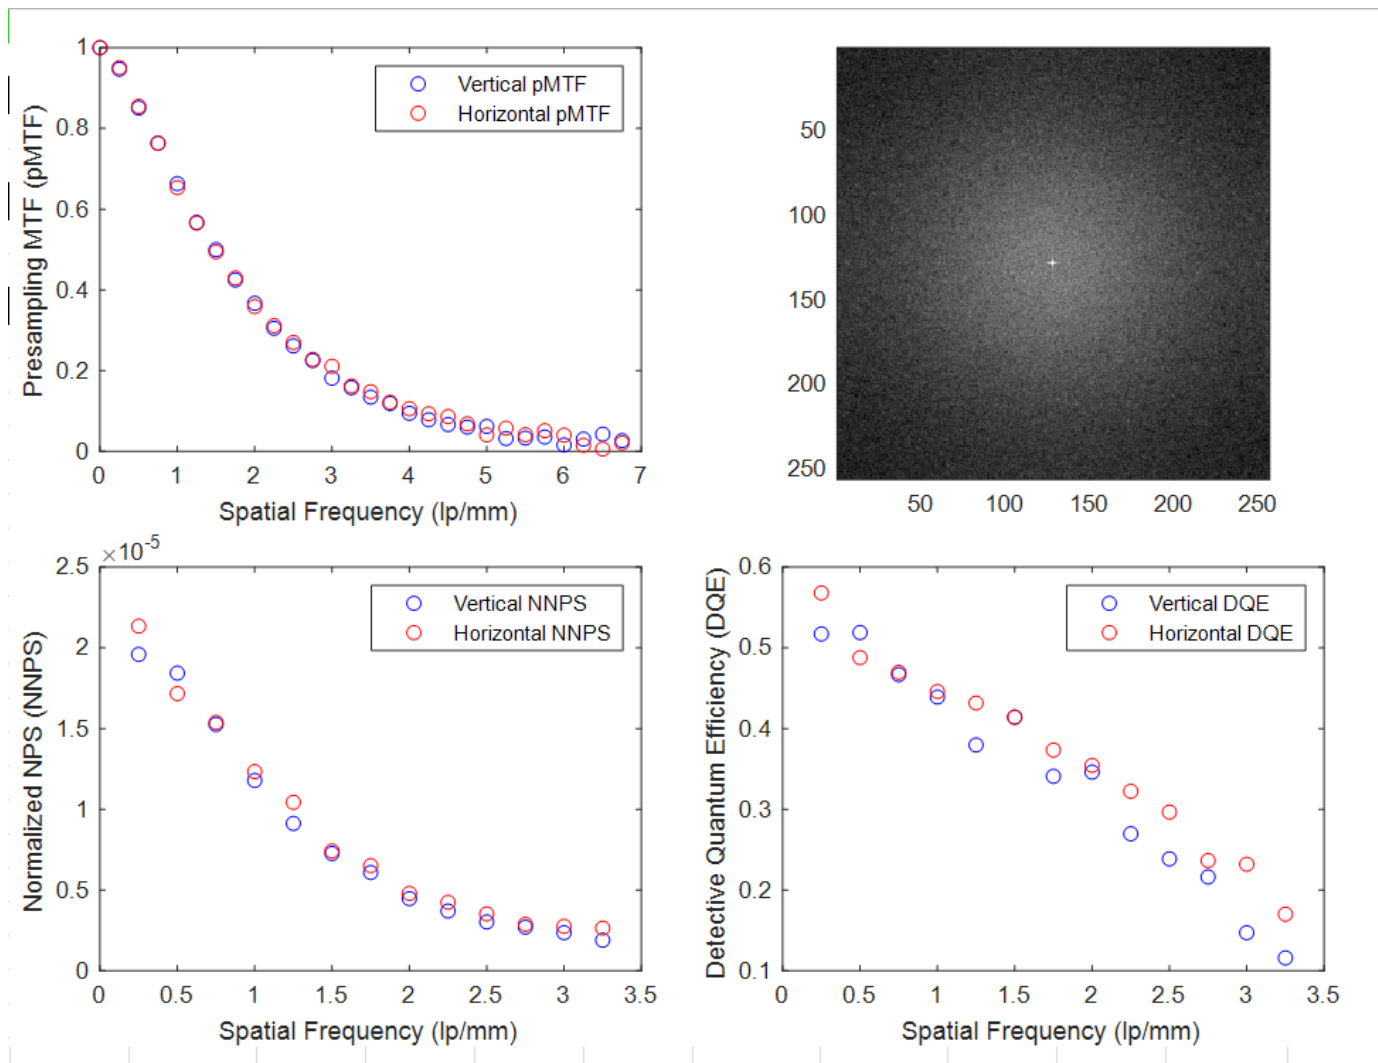 Presampling MTF (pMTF)
1
0.8
0.6
0.4
0.2
0
0 1 2 3 4 5 6 7
Spatial Frequency (lp/mm)
Vertical pMTF
Horizontal pMTF
50
100
150
200
250
50 100 150 200 250
×10-5
Normalized NPS (NNPS)
2.5
2
1.5
1
0.5
0
0 0.5 1 1.5 2 2.5 3 3.5
Spatial Frequency (lp/mm)
Vertical NNPS
Horizontal NNPS
Detective Quantum Efficiency (DQE)
0.6
0.5
0.4
0.3
0.2
0.1
0 0.5 1 1.5 2 2.5 3 3.5
Spatial Frequency (lp/mm)
Vertical DQE
Horizontal DQE